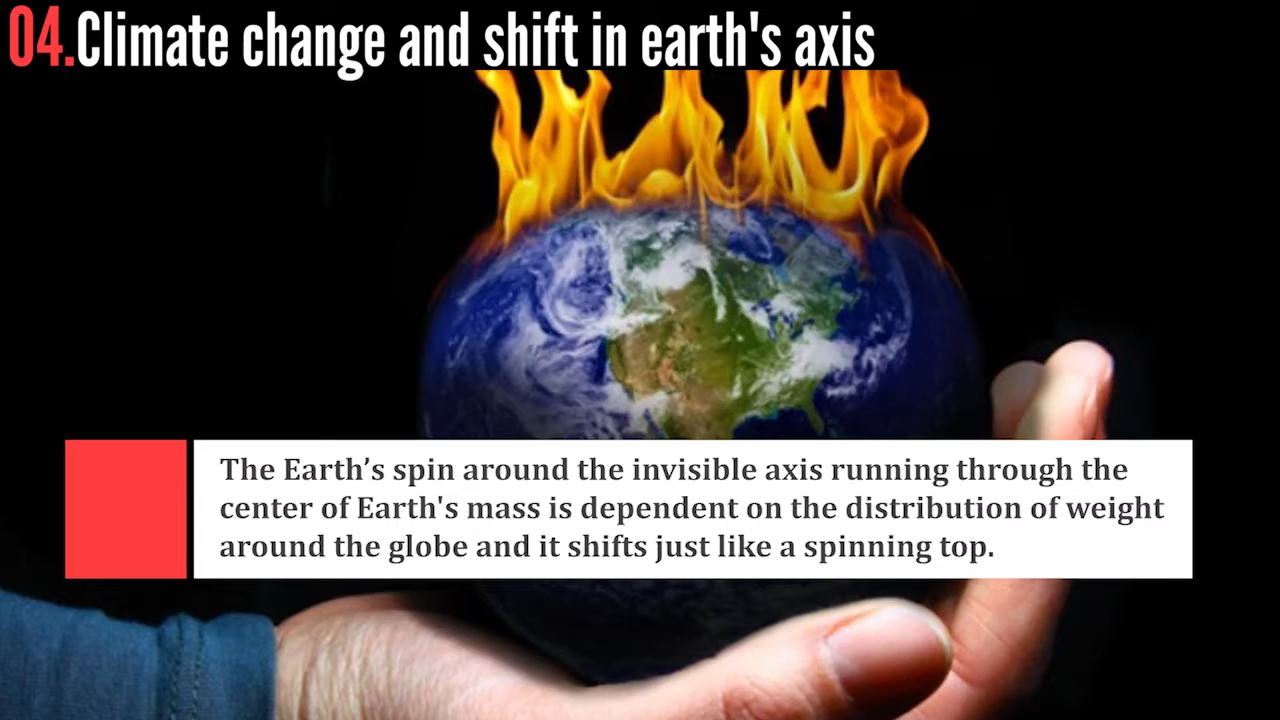 04.Climate change and shift in earth's axis
The Earth’s spin around the invisible axis running through the
center of Earth's mass is dependent on the distribution of weight
around the globe and it shifts just like a spinning top.